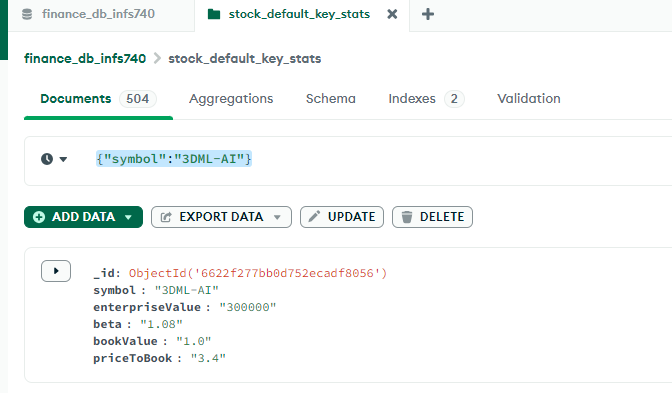 finance_db_infs740
stock_default_key_stats
finance_db_infs740 > stock_default_key_stats
Documents 504 Aggregations Schema Indexes 2 Validation
{"symbol":"3DML-AI"}
ADD DATA EXPORT DATA UPDATE DELETE
_id: ObjectId('6622f277bb0d752ecadf8056')
symbol : "3DML-AI"
enterpriseValue : "300000"
beta : "1.08"
bookValue : "1.0"
priceToBook : "3.4"